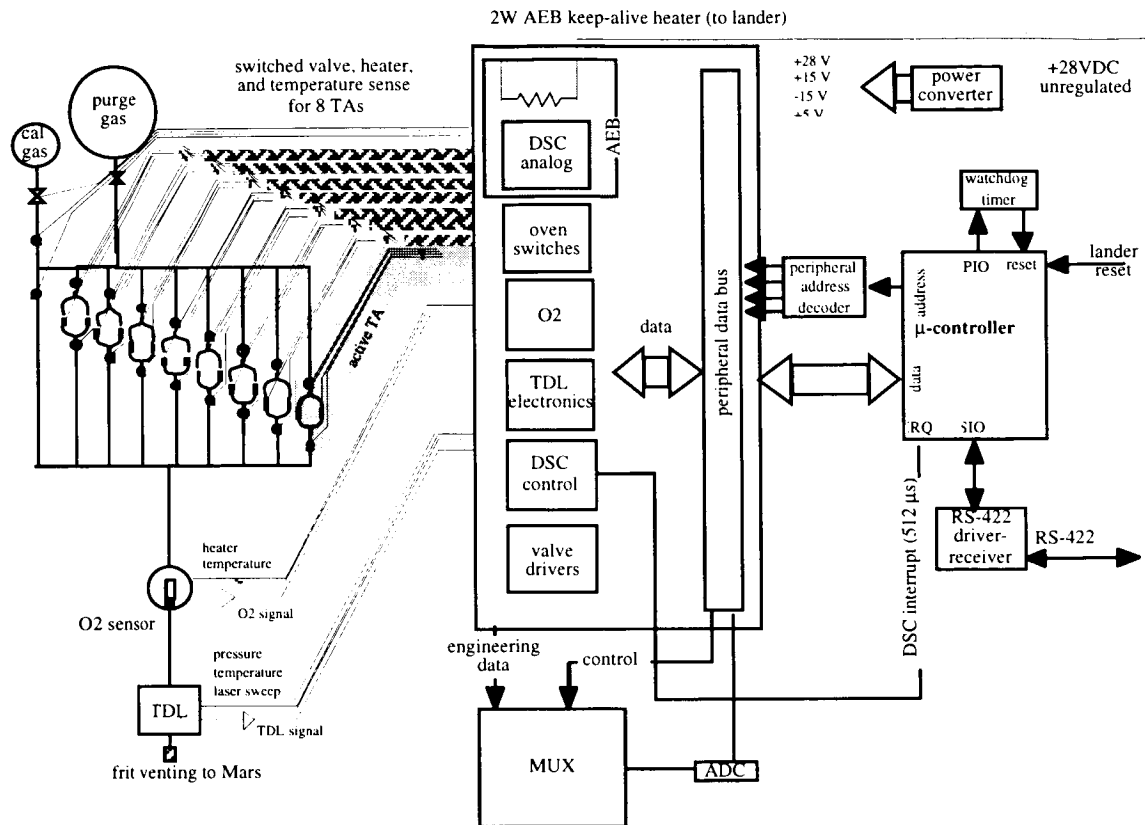 2W AEB keep-alive heater (to lander)
switched valve, heater,
and temperature sense
for 8 TAs
purge
gas
cal
gas
DSC
analog
AEB
oven
switches
O2
TDL
electronics
DSC
control
valve
drivers
data
peripheral data bus
+28 V
+15 V
-15 V
+5 V
power
converter
+28VDC
unregulated
watchdog
timer
PIO
reset
lander
reset
peripheral
address
decoder
address
μ-controller
data
RQ
SIO
DSC interrupt (512 μs)
RS-422
driver-
receiver
RS-422
active TA
heater
temperature
O2 signal
O2 sensor
pressure
temperature
laser sweep
TDL signal
TDL
frit venting to Mars
engineering
data
control
MUX
ADC